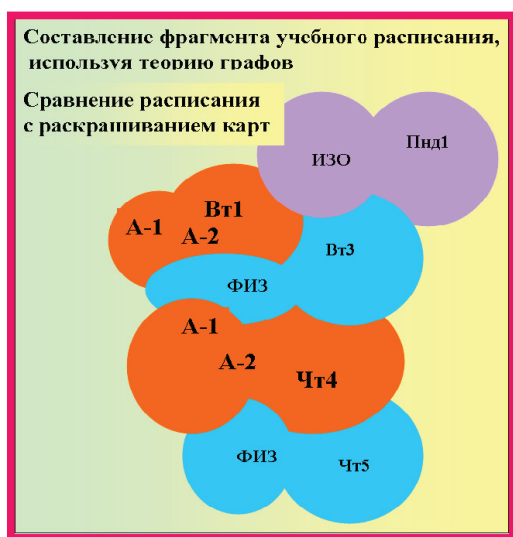 Составление фрагмента учебного расписания,
используя теорию графов
Сравнение расписания
с раскрашиванием карт
ИЗО
Пнд1
А-1
Вт1
А-2
Вт3
ФИЗ
А-1
А-2
Чт4
ФИЗ
Чт5